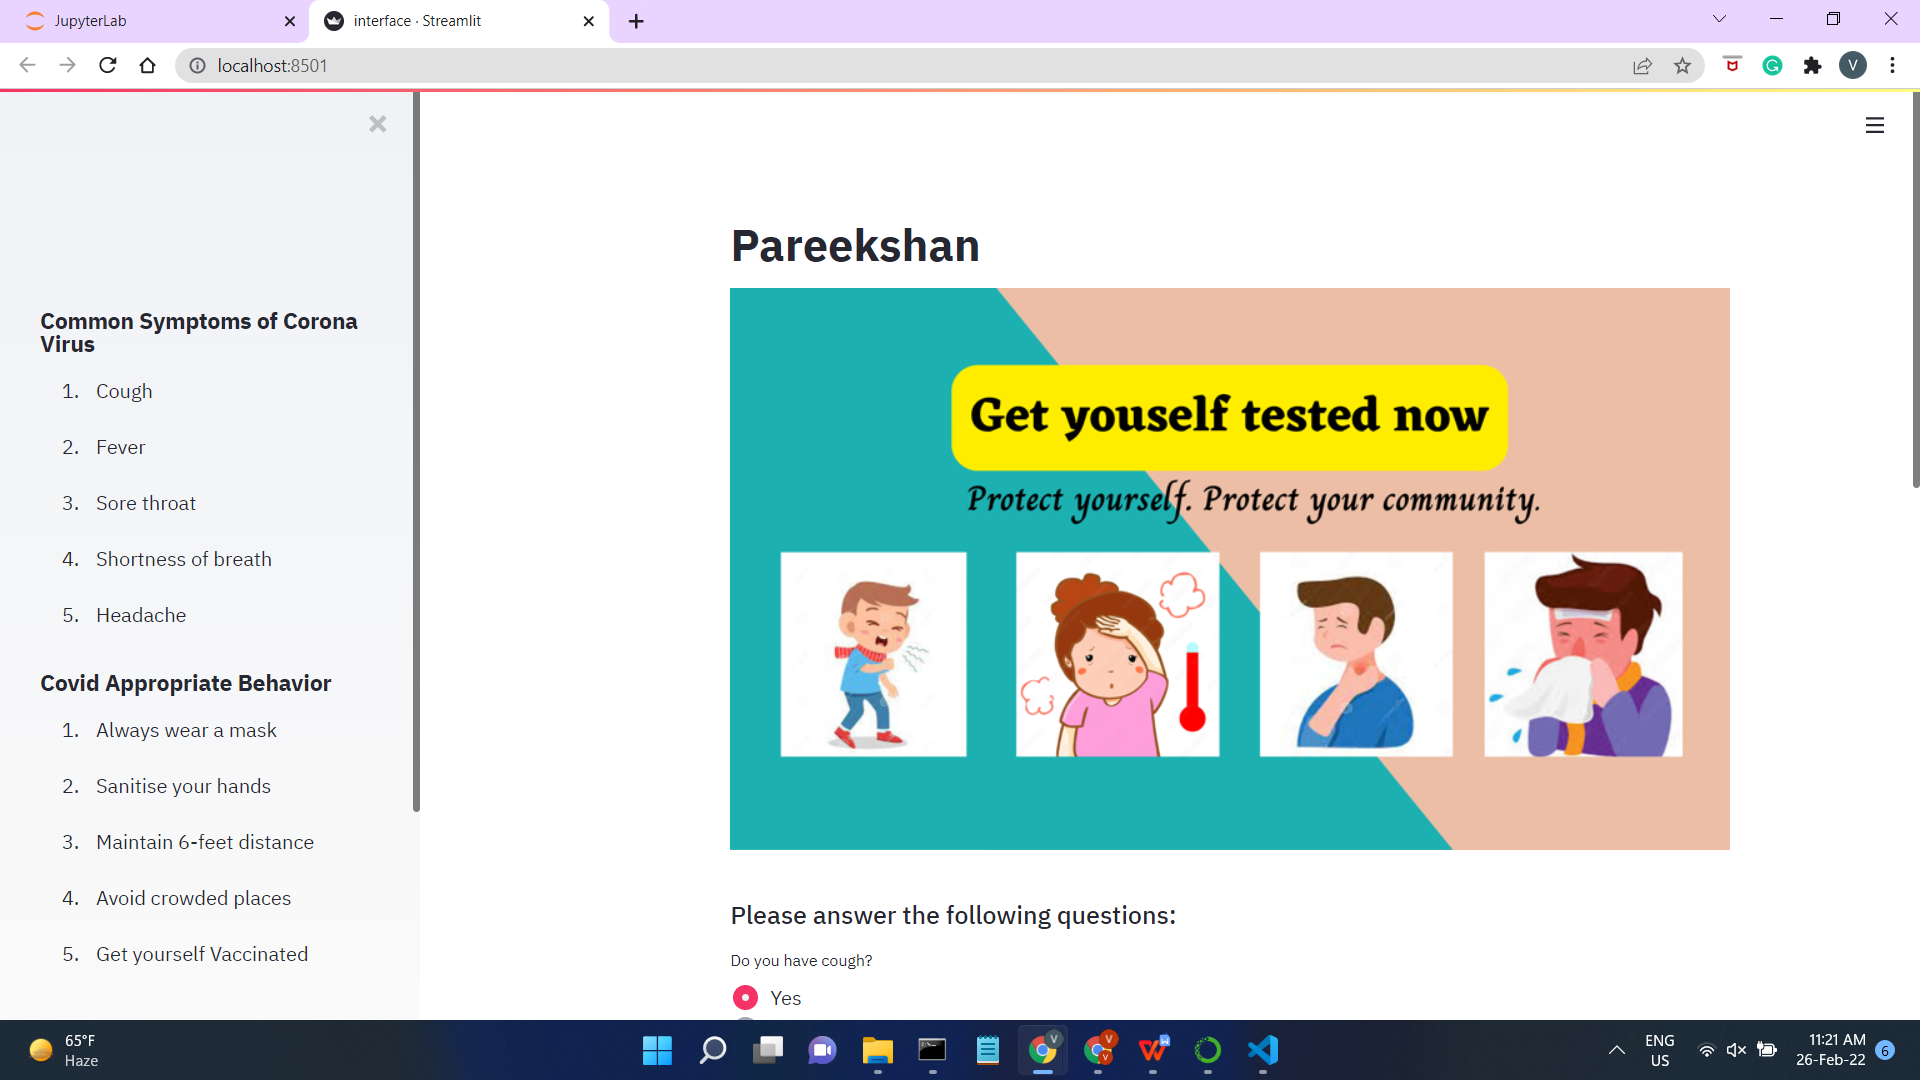 JupyterLab
interface · Streamlit
localhost:8501
V
Common Symptoms of Corona
Virus
1. Cough
2. Fever
3. Sore throat
4. Shortness of breath
5. Headache
Covid Appropriate Behavior
1. Always wear a mask
2. Sanitise your hands
3. Maintain 6-feet distance
4. Avoid crowded places
5. Get yourself Vaccinated
Pareekshan
Get youself tested now
Protect yourself. Protect your community.
Please answer the following questions:
Do you have cough?
Yes
65°F
Haze
V
V
V
ENG
US
11:21 AM
26-Feb-22
6